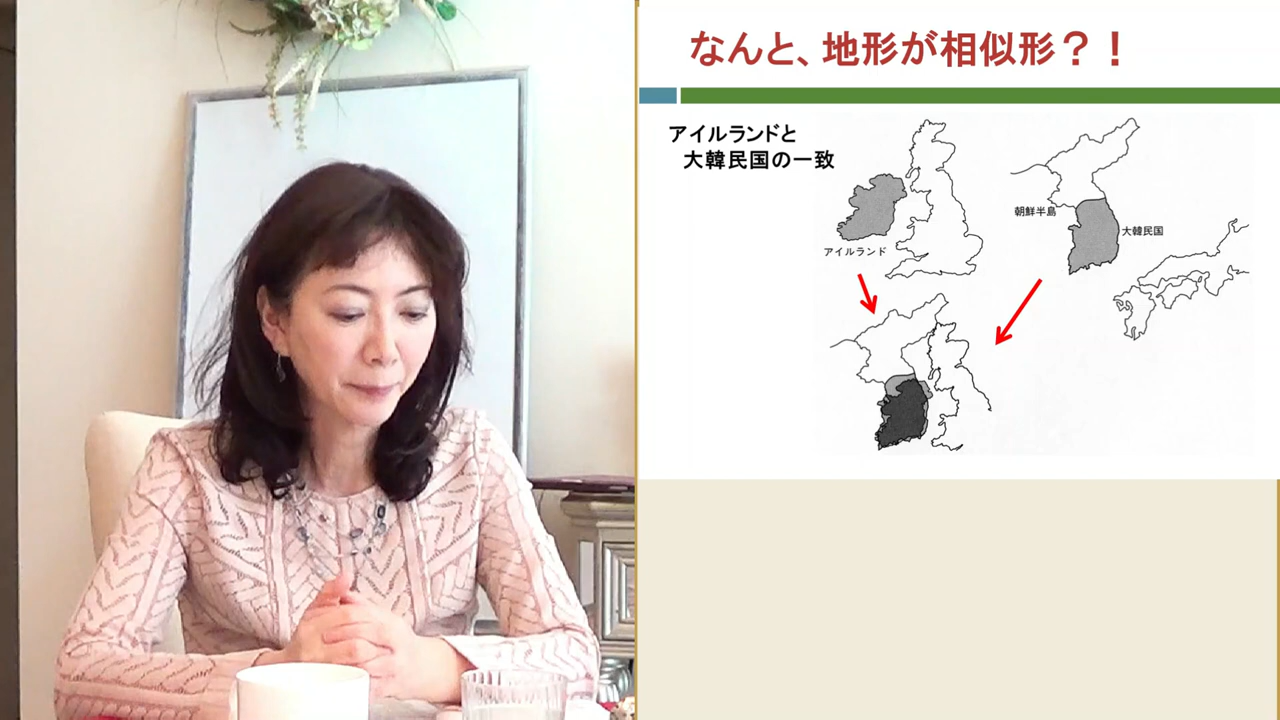 なんと、地形が相似形？！
アイルランドと
大韓民国の一致
朝鮮半島
大韓民国
アイルランド